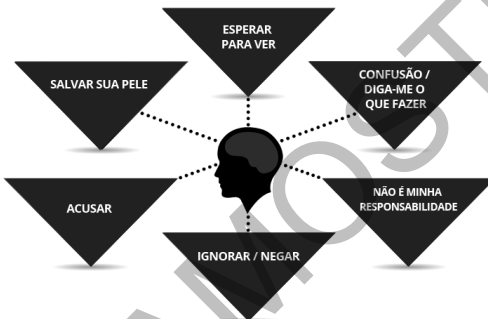 ESPERAR
PARA VER
SALVAR SUA PELE
CONFUSÃO /
DIGA-ME O
QUE FAZER
ACUSAR
NÃO É MINHA
RESPONSABILIDADE
IGNORAR / NEGAR